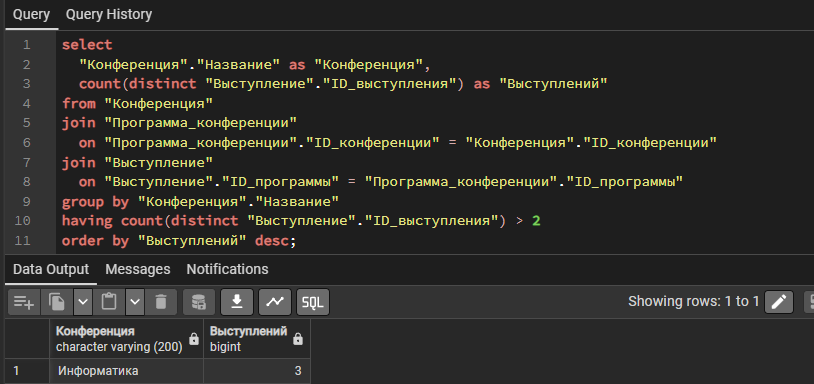 Query Query History
1 select
2 "Конференция"."Название" as "Конференция",
3 count(distinct "Выступление"."ID_выступления") as "Выступлений"
4 from "Конференция"
5 join "Программа_конференции"
6 on "Программа_конференции"."ID_конференции" = "Конференция"."ID_конференции"
7 join "Выступление"
8 on "Выступление"."ID_программы" = "Программа_конференции"."ID_программы"
9 group by "Конференция"."Название"
10 having count(distinct "Выступление"."ID_выступления") > 2
11 order by "Выступлений" desc;
Data Output Messages Notifications
SQL Showing rows: 1 to 1
Конференция Выступлений
character varying (200) bigint
1 Информатика 3